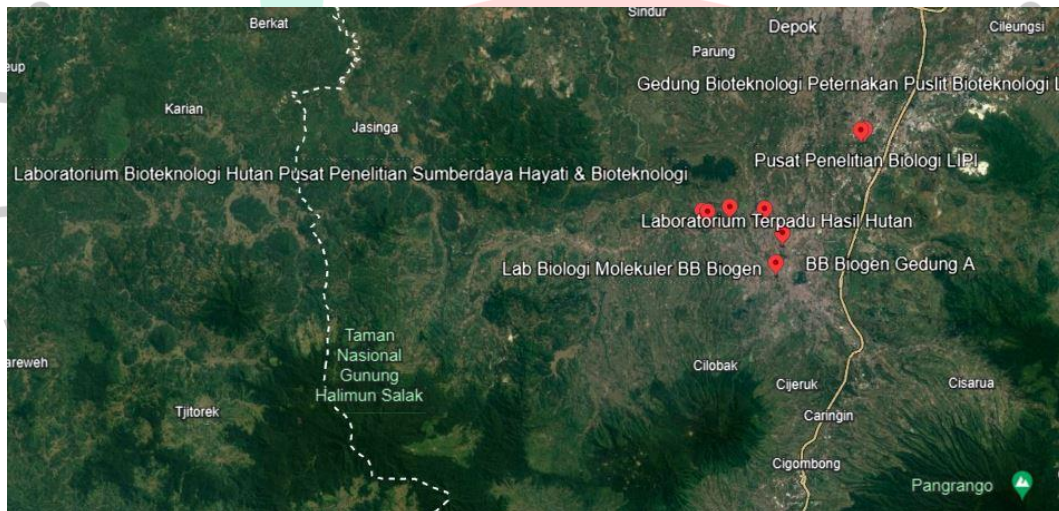 Berkat
Sindur
Depok
Cileungsi
Parung
eup
Gedung Bioteknologi Peternakan Puslit Bioteknologi L
Karian
Jasinga
Pusat Penelitian Biologi LIPI
Laboratorium Bioteknologi Hutan Pusat Penelitian Sumberdaya Hayati & Bioteknologi
Laboratorium Terpadu Hasil Hutan
Lab Biologi Molekuler BB Biogen
BB Biogen Gedung A
Taman
Nasional
Gunung
Halimun Salak
areweh
Cilobak
Cijeruk
Cisarua
Tjitorek
Caringin
Cigombong
Pangrango